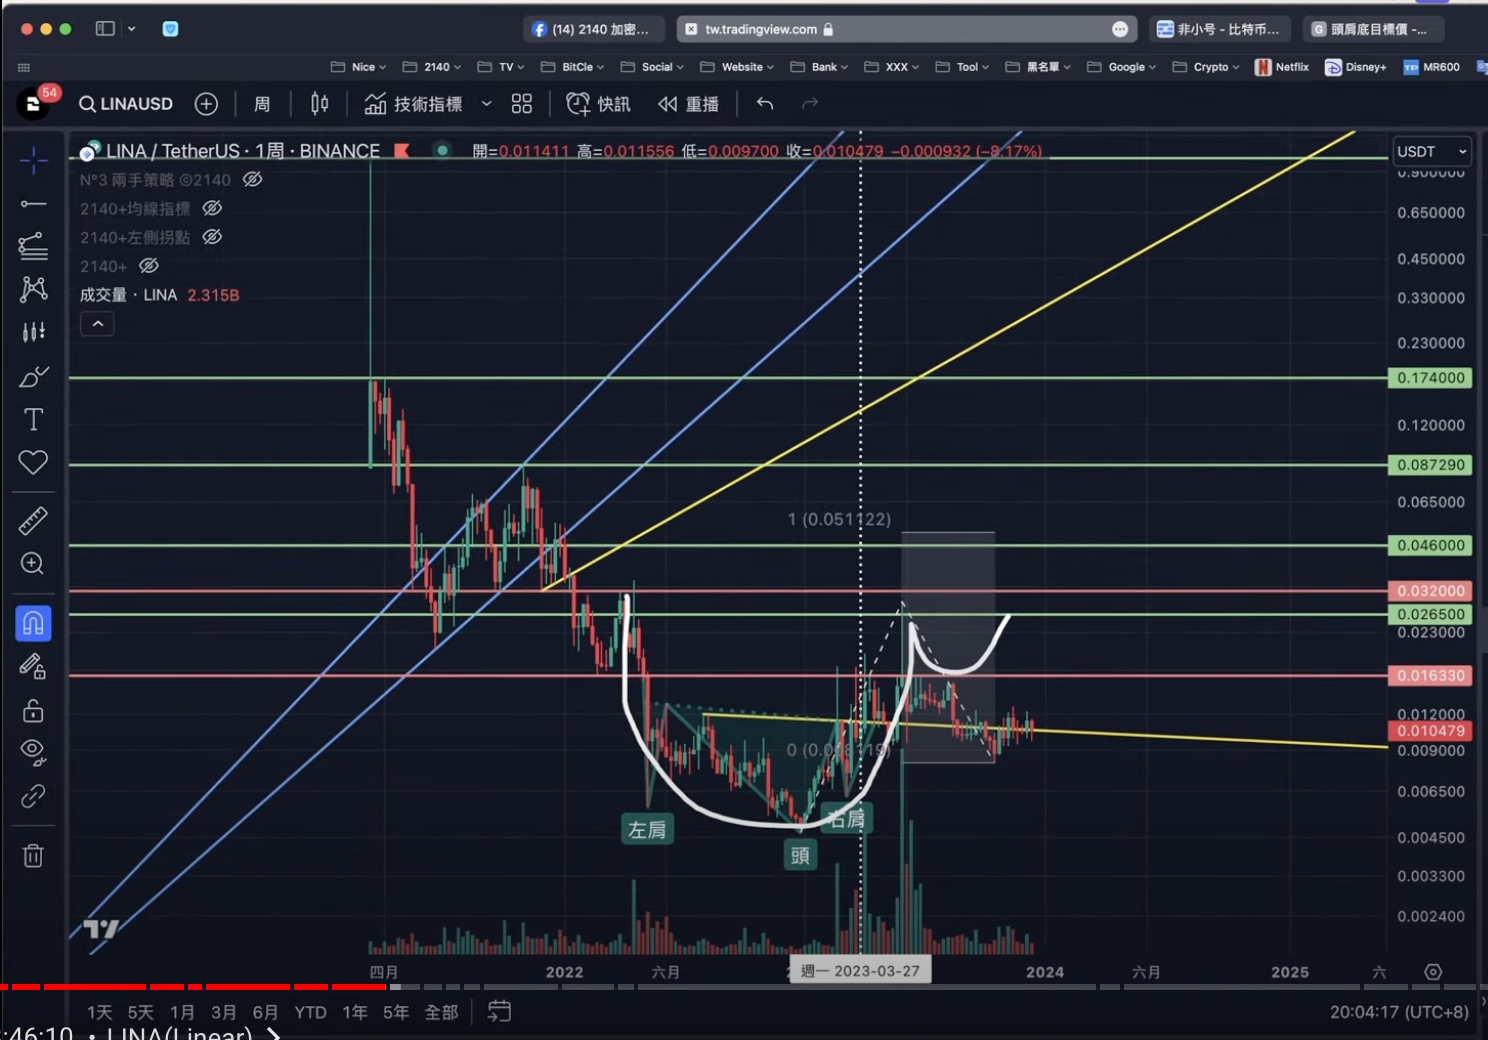 (14) 2140 加密...
tw.tradingview.com
非小号 - 比特币...
G 頭肩底目標價 -...
Nice
2140
TV
BitCle
Social
Website
Bank
XXX
Tool
黑名單
Google
Crypto
Netflix
Disney+
TP MR600
54
LINAUSD
周
技術指標
快訊
重播
LINA / TetherUS · 1周 · BINANCE
開=0.011411 高=0.011556 低=0.009700 收=0.010479 −0.000932 (−8.17%)
USDT
N°3 兩手策略 ©2140
2140+均線指標
2140+左側拐點
2140+
成交量 · LINA 2.315B
0.900000
0.650000
0.450000
0.330000
0.230000
0.174000
0.120000
0.087290
0.065000
0.046000
0.032000
0.026500
0.023000
0.016330
0.012000
0.010479
0.009000
0.006500
0.004500
0.003300
0.002400
1 (0.051122)
左肩
頭
右肩
四月
2022
六月
週一 2023-03-27
2024
六月
2025
六
1天 5天 1月 3月 6月 YTD 1年 5年 全部
20:04:17 (UTC+8)
:46:10 • LINA(Linear)